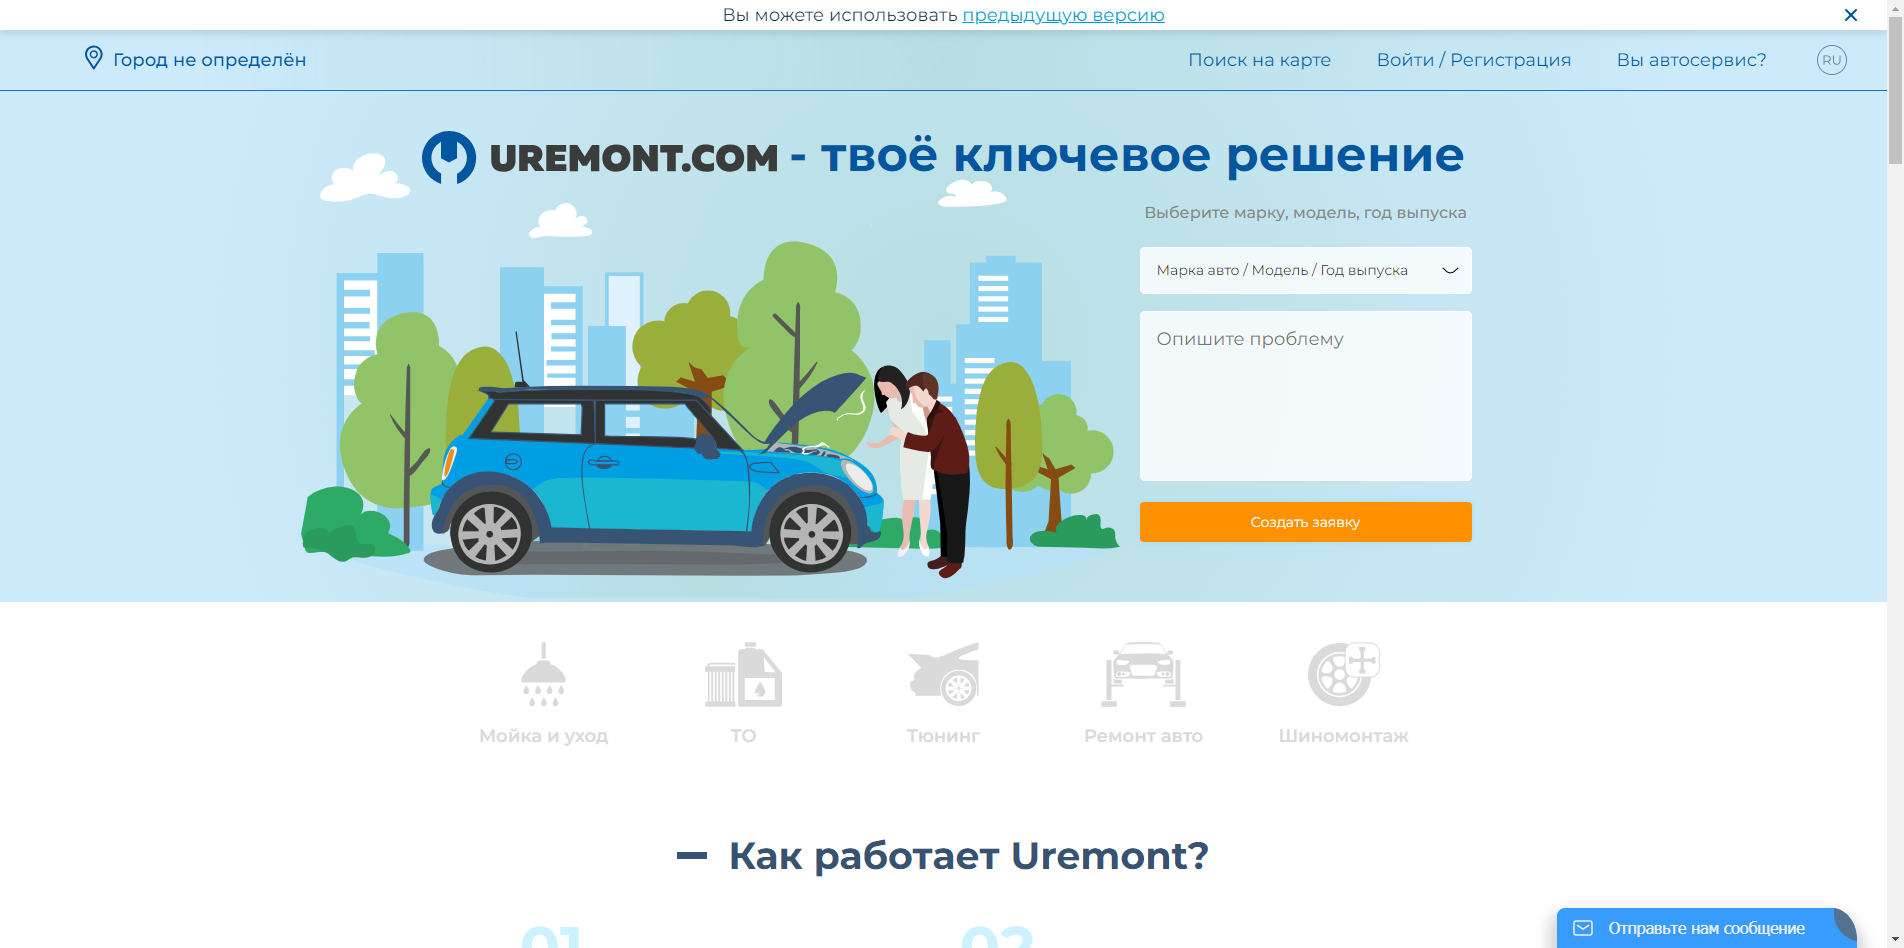 Вы можете использовать предыдущую версию
Город не определён
Поиск на карте
Войти / Регистрация
Вы автосервис?
RU
UREMONT.COM - твоё ключевое решение
Выберите марку, модель, год выпуска
Марка авто / Модель / Год выпуска
Опишите проблему
Создать заявку
Мойка и уход
ТО
Тюнинг
Ремонт авто
Шиномонтаж
Как работает Uremont?
01
02
Отправьте нам сообщение